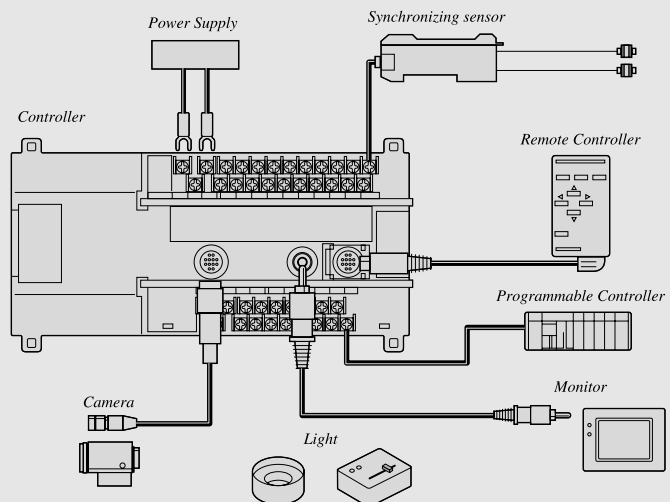 Power Supply
Synchronizing sensor
Controller
Remote Controller
Programmable Controller
Monitor
Camera
Light